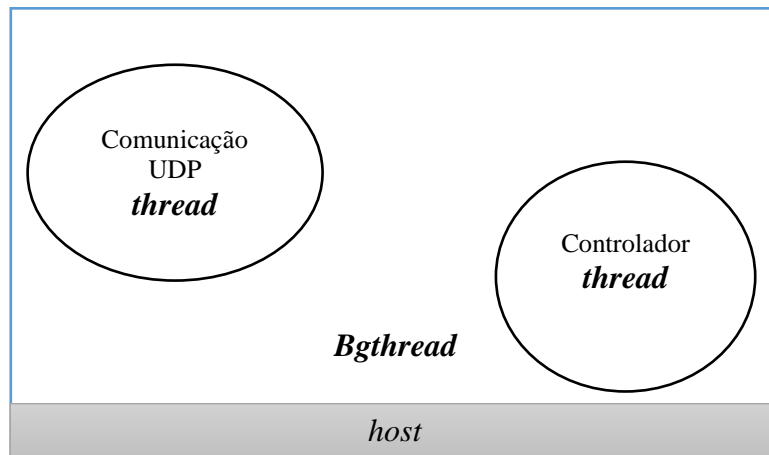 Comunicação
UDP
thread
Controlador
thread
Bgthread
host